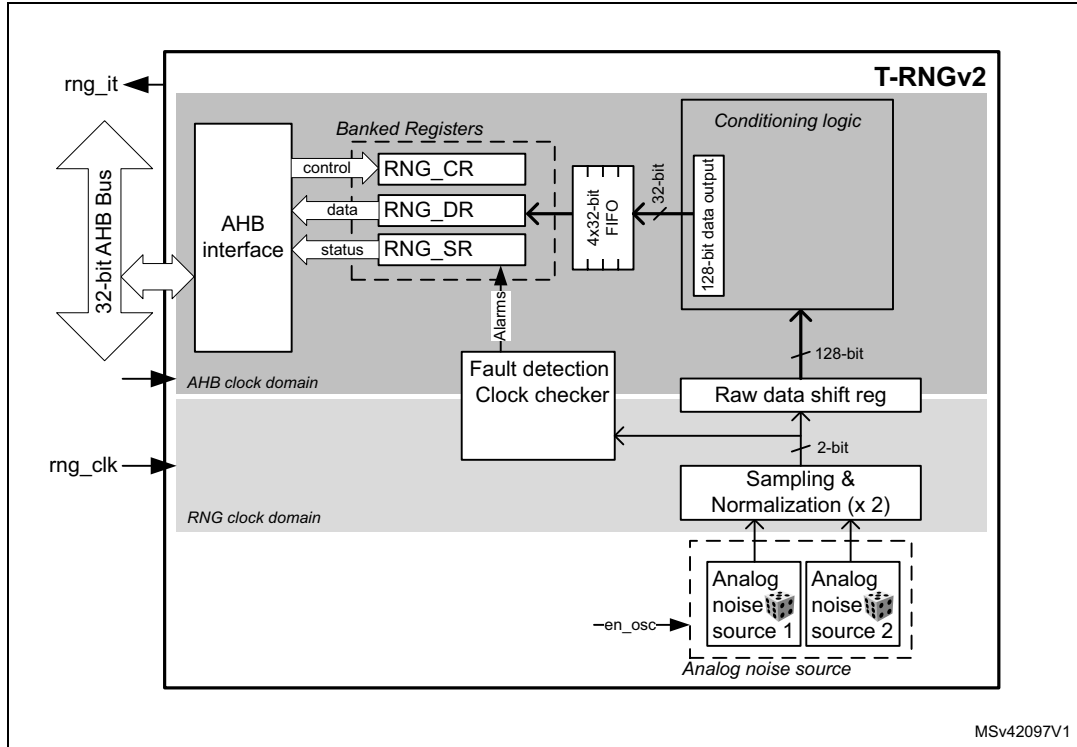 T-RNGv2
rng_it
32-bit AHB Bus
AHB
interface
Banked Registers
control
RNG_CR
data
RNG_DR
status
RNG_SR
4x32-bit
FIFO
32-bit
Conditioning logic
128-bit data output
Alarms
128-bit
AHB clock domain
Fault detection
Clock checker
Raw data shift reg
rng_clk
2-bit
Sampling &
Normalization (x 2)
RNG clock domain
Analog
noise
source 1
Analog
noise
source 2
en_osc
Analog noise source
MSv42097V1